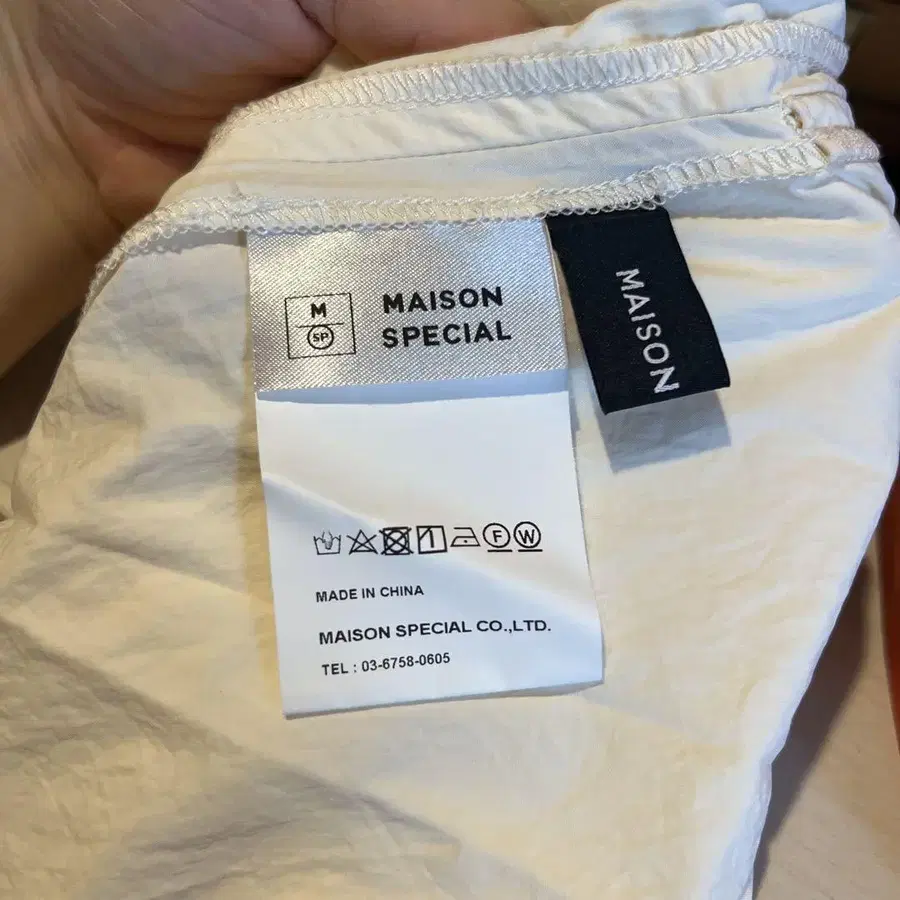 M
SP
MAISON
SPECIAL
MAISON
F W
MADE IN CHINA
MAISON SPECIAL CO.,LTD.
TEL : 03-6758-0605